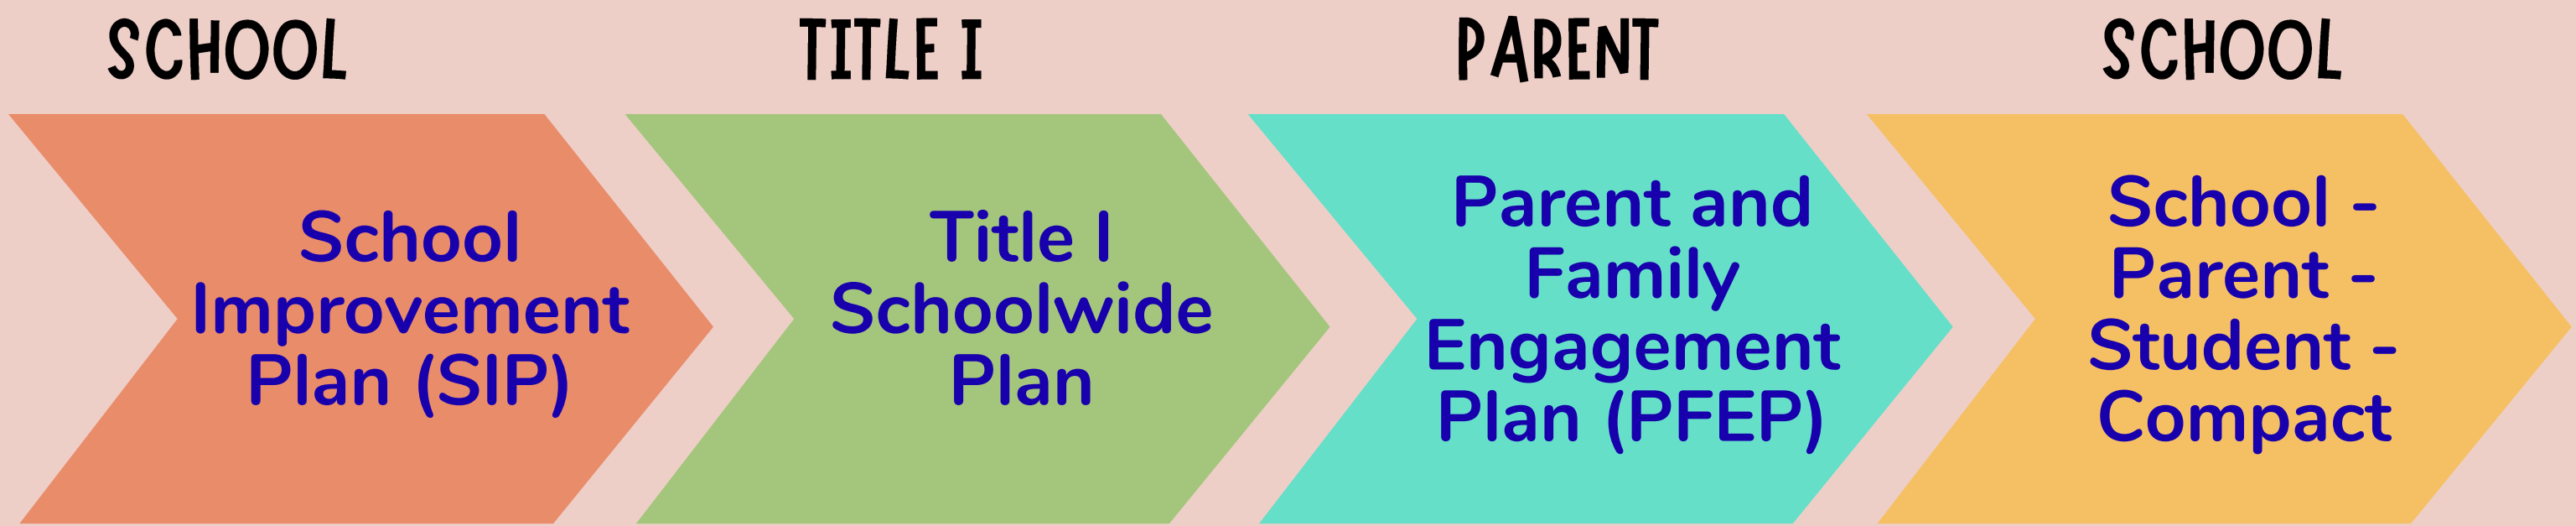 SCHOOL
School
Improvement
Plan (SIP)
TITLE I
Title I
Schoolwide
Plan
PARENT
Parent and
Family
Engagement
Plan (PFEP)
SCHOOL
School -
Parent -
Student -
Compact